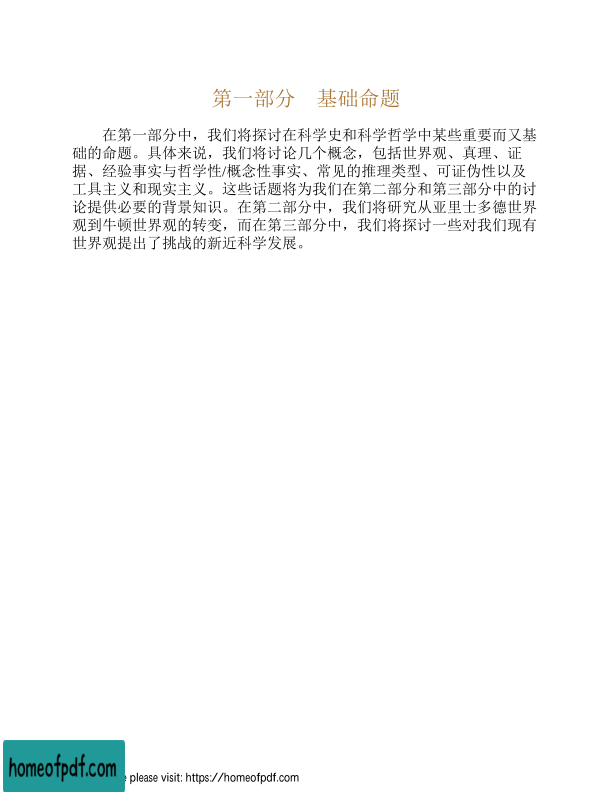 第一部分　基础命题
在第一部分中，我们将探讨在科学史和科学哲学中某些重要而又基
础的命题。具体来说，我们将讨论几个概念，包括世界观、真理、证
据、经验事实与哲学性/概念性事实、常见的推理类型、可证伪性以及
工具主义和现实主义。这些话题将为我们在第二部分和第三部分中的讨
论提供必要的背景知识。在第二部分中，我们将研究从亚里士多德世界
观到牛顿世界观的转变，而在第三部分中，我们将探讨一些对我们现有
世界观提出了挑战的新近科学发展。
homeofpdf.com
please visit: https://homeofpdf.com